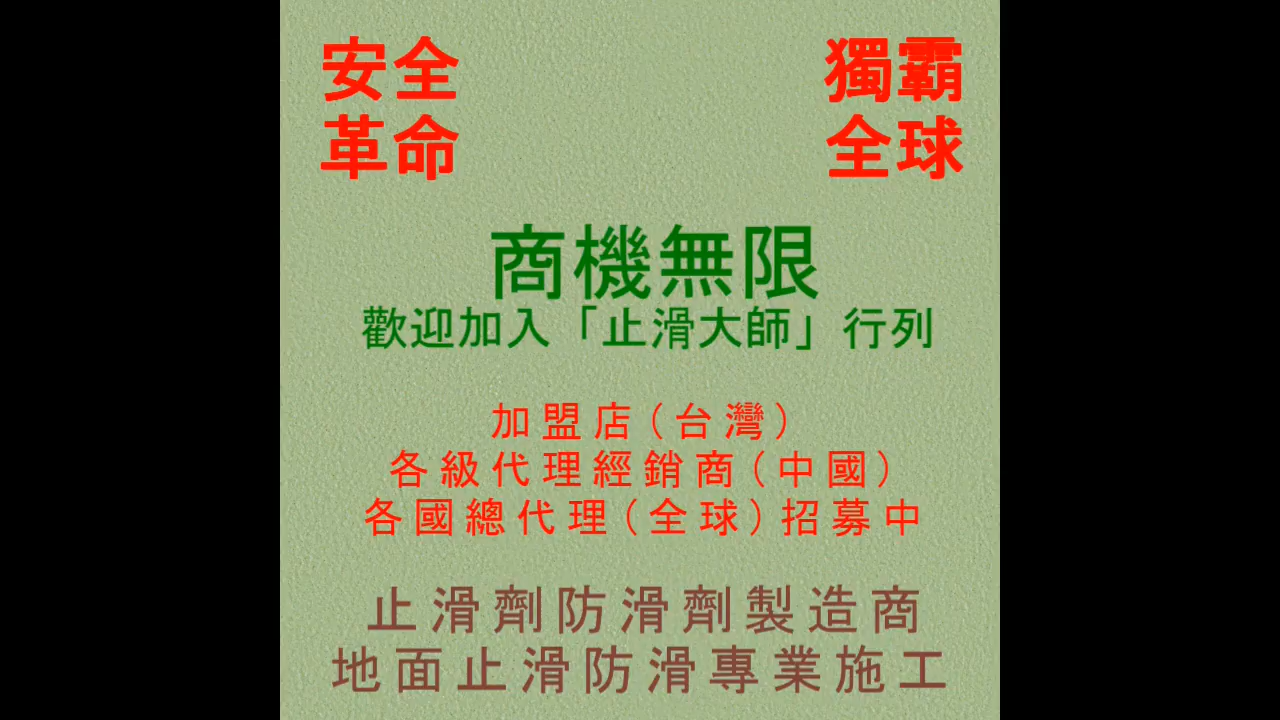 安全
革命
獨霸
全球
商機無限
歡迎加入「止滑大師」行列
加盟店(台灣)
各級代理經銷商(中國)
各國總代理(全球)招募中
止滑劑防滑劑製造商
地面止滑防滑專業施工